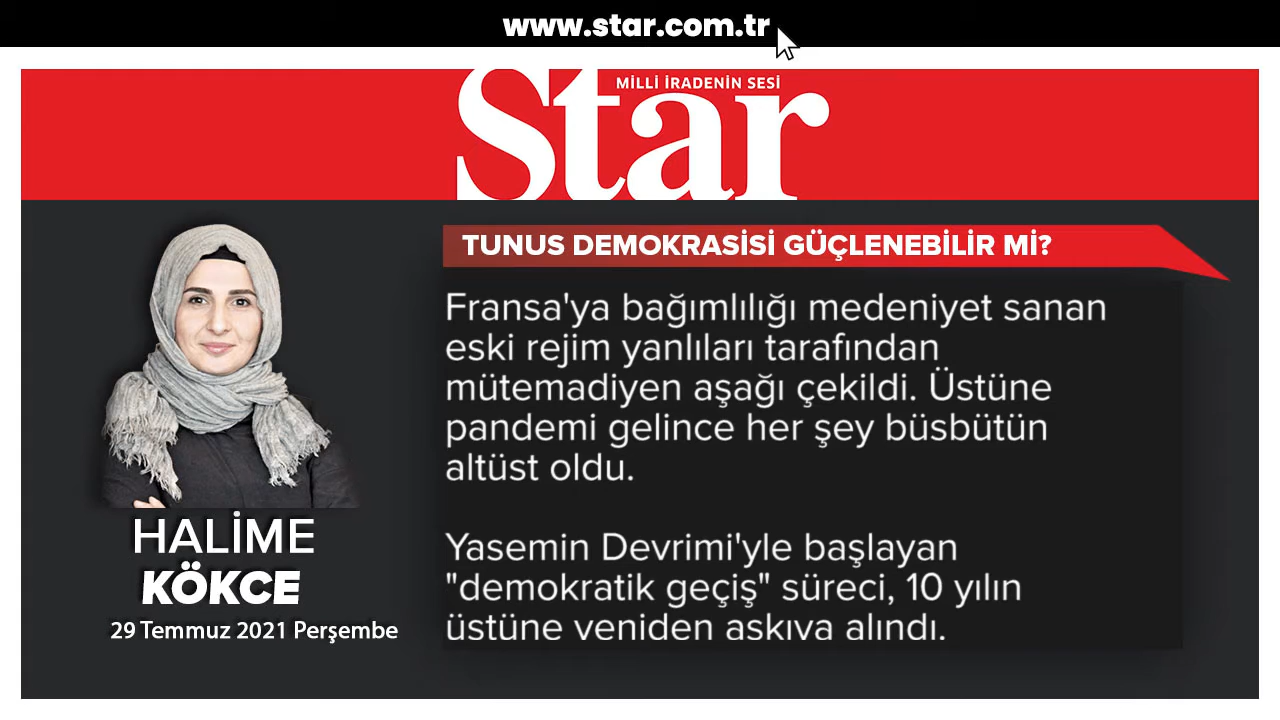 www.star.com.tr
MİLLİ İRADENİN SESİ
Star
TUNUS DEMOKRASİSİ GÜÇLENEBİLİR Mİ?
Fransa'ya bağımlılığı medeniyet sanan
eski rejim yanlıları tarafından
mütemadiyen aşağı çekildi. Üstüne
pandemi gelince her şey büsbütün
altüst oldu.
Yasemin Devrimi'yle başlayan
"demokratik geçiş" süreci, 10 yılın
üstüne yeniden askıya alındı.
HALİME
KÖKCE
29 Temmuz 2021 Perşembe